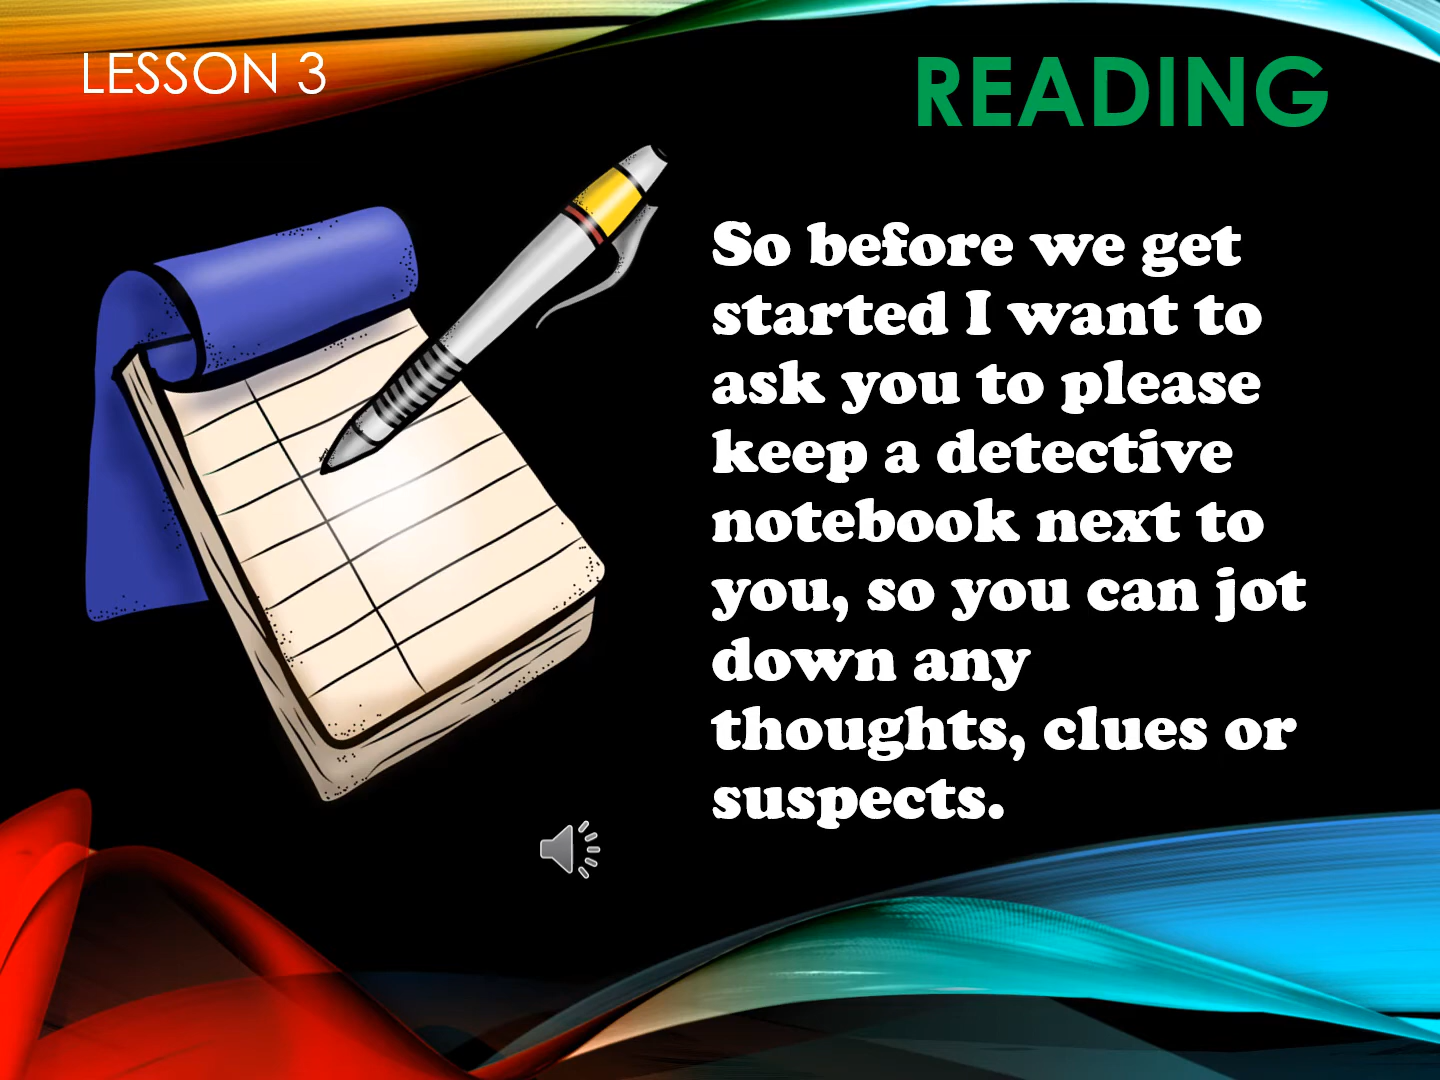 LESSON 3
READING
So before we get
started I want to
ask you to please
keep a detective
notebook next to
you, so you can jot
down any
thoughts, clues or
suspects.